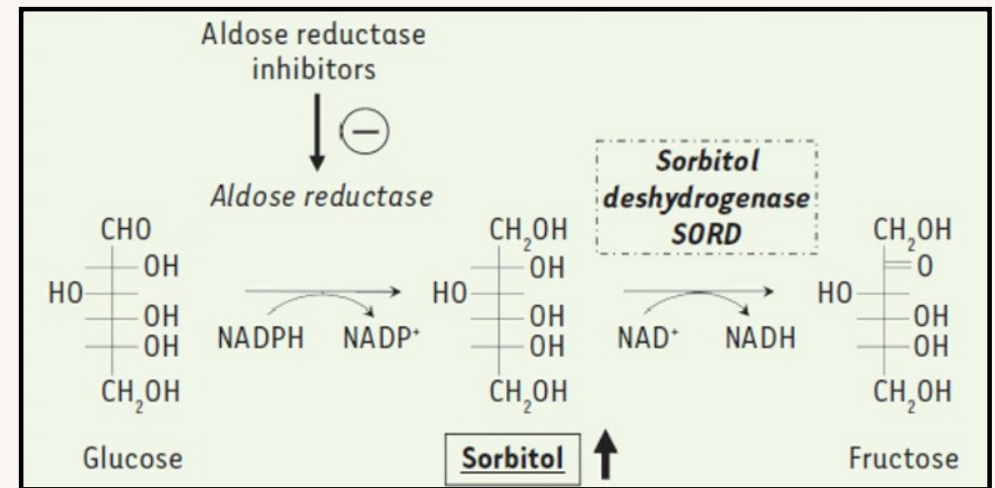 Aldose reductase
inhibitors
Aldose reductase
Sorbitol
deshydrogenase
SORD
CHO
OH
HO
OH
OH
CH₂OH
Glucose
NADPH
NADP⁺
CH₂OH
OH
HO
OH
OH
CH₂OH
Sorbitol
NAD⁺
NADH
CH₂OH
O
HO
OH
OH
CH₂OH
Fructose